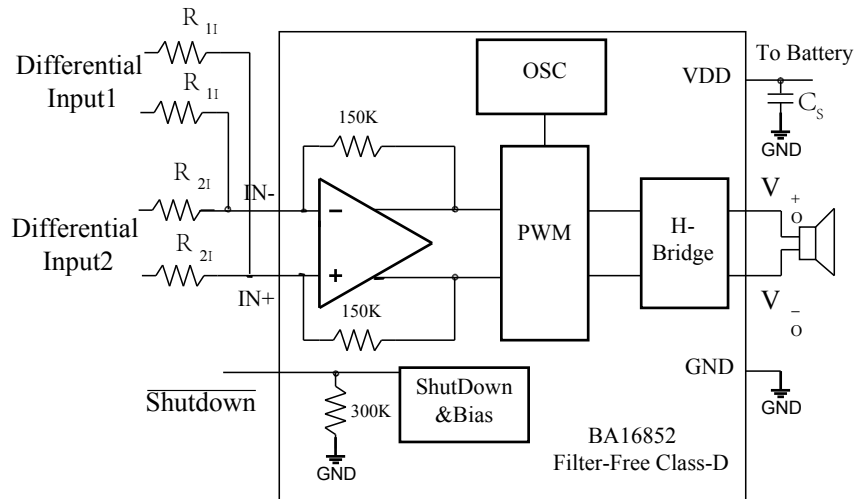 R 1I
Differential
Input1
R 1I
R 2I
Differential
Input2
R 2I
IN-
IN+
150K
150K
OSC
PWM
H-
Bridge
VDD
To Battery
C S
GND
V + O
V − O
GND
GND
Shutdown
300K
GND
ShutDown
&Bias
BA16852
Filter-Free Class-D